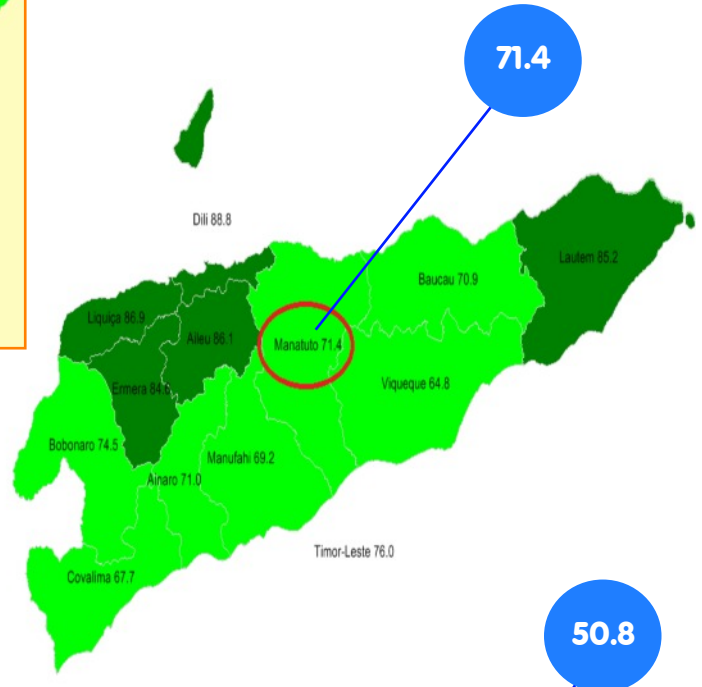 71.4
Dili 88.8
Lautem 85.2
Baucau 70.9
Liquiça 86.9
Aileu 86.1
Manatuto 71.4
Ermera 84.6
Viqueque 64.8
Bobonaro 74.5
Manufahi 69.2
Ainaro 71.0
Timor-Leste 76.0
Covalima 67.7
50.8